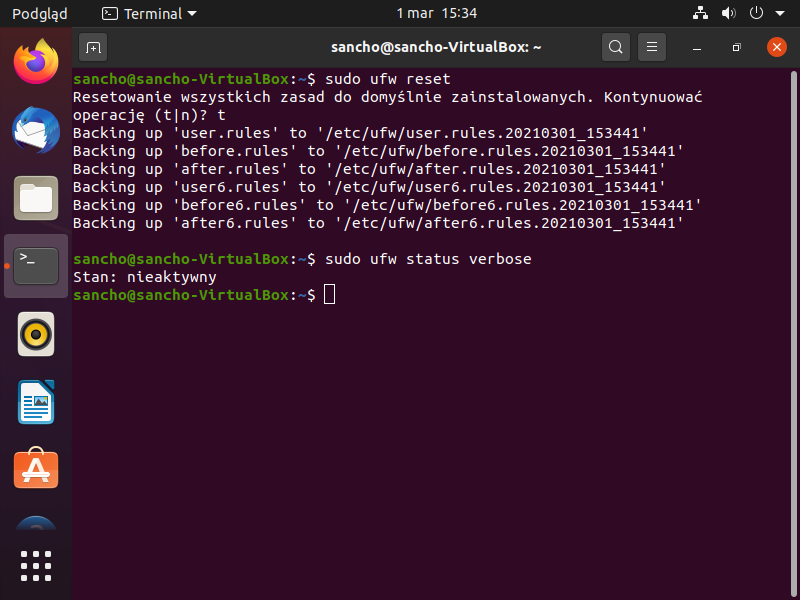 Podgląd
Terminal
1 mar 15:34
sancho@sancho-VirtualBox: ~
sancho@sancho-VirtualBox:~$ sudo ufw reset
Resetowanie wszystkich zasad do domyślnie zainstalowanych. Kontynuować
operację (t|n)? t
Backing up 'user.rules' to '/etc/ufw/user.rules.20210301_153441'
Backing up 'before.rules' to '/etc/ufw/before.rules.20210301_153441'
Backing up 'after.rules' to '/etc/ufw/after.rules.20210301_153441'
Backing up 'user6.rules' to '/etc/ufw/user6.rules.20210301_153441'
Backing up 'before6.rules' to '/etc/ufw/before6.rules.20210301_153441'
Backing up 'after6.rules' to '/etc/ufw/after6.rules.20210301_153441'
sancho@sancho-VirtualBox:~$ sudo ufw status verbose
Stan: nieaktywny
sancho@sancho-VirtualBox:~$